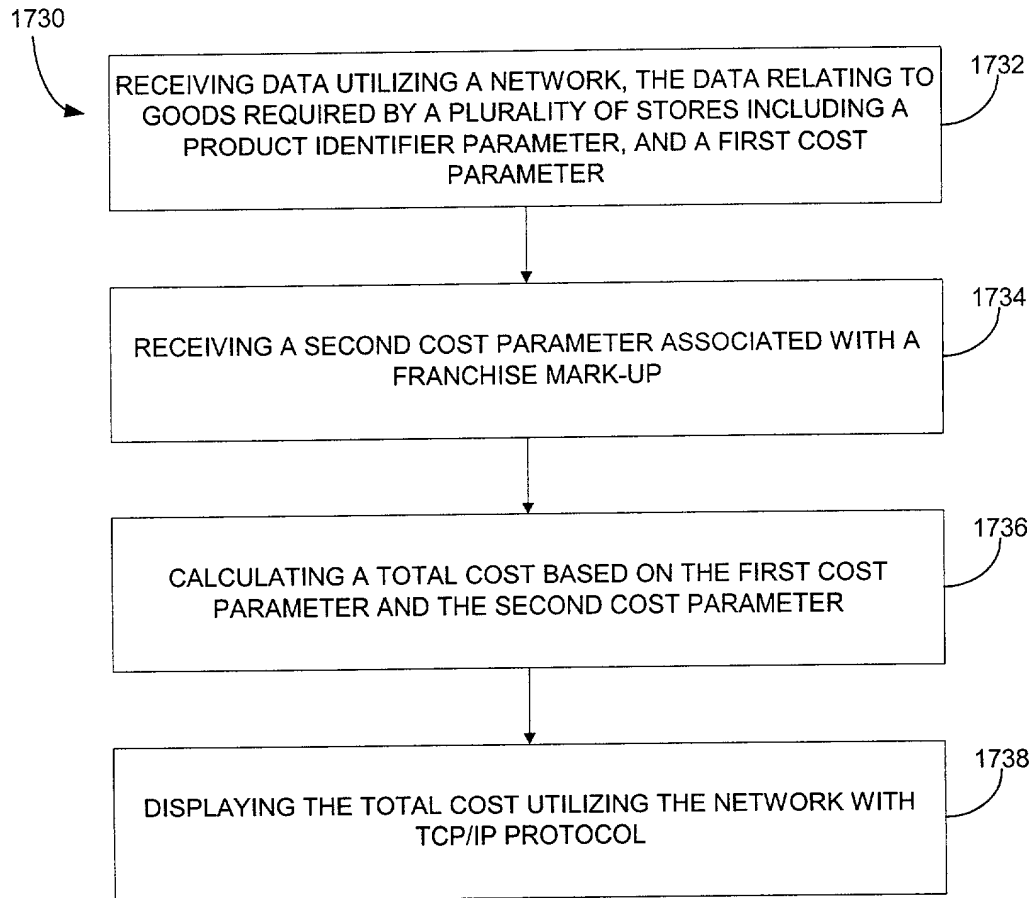 1730
RECEIVING DATA UTILIZING A NETWORK, THE DATA RELATING TO
GOODS REQUIRED BY A PLURALITY OF STORES INCLUDING A
PRODUCT IDENTIFIER PARAMETER, AND A FIRST COST
PARAMETER
1732
RECEIVING A SECOND COST PARAMETER ASSOCIATED WITH A
FRANCHISE MARK-UP
1734
CALCULATING A TOTAL COST BASED ON THE FIRST COST
PARAMETER AND THE SECOND COST PARAMETER
1736
DISPLAYING THE TOTAL COST UTILIZING THE NETWORK WITH
TCP/IP PROTOCOL
1738